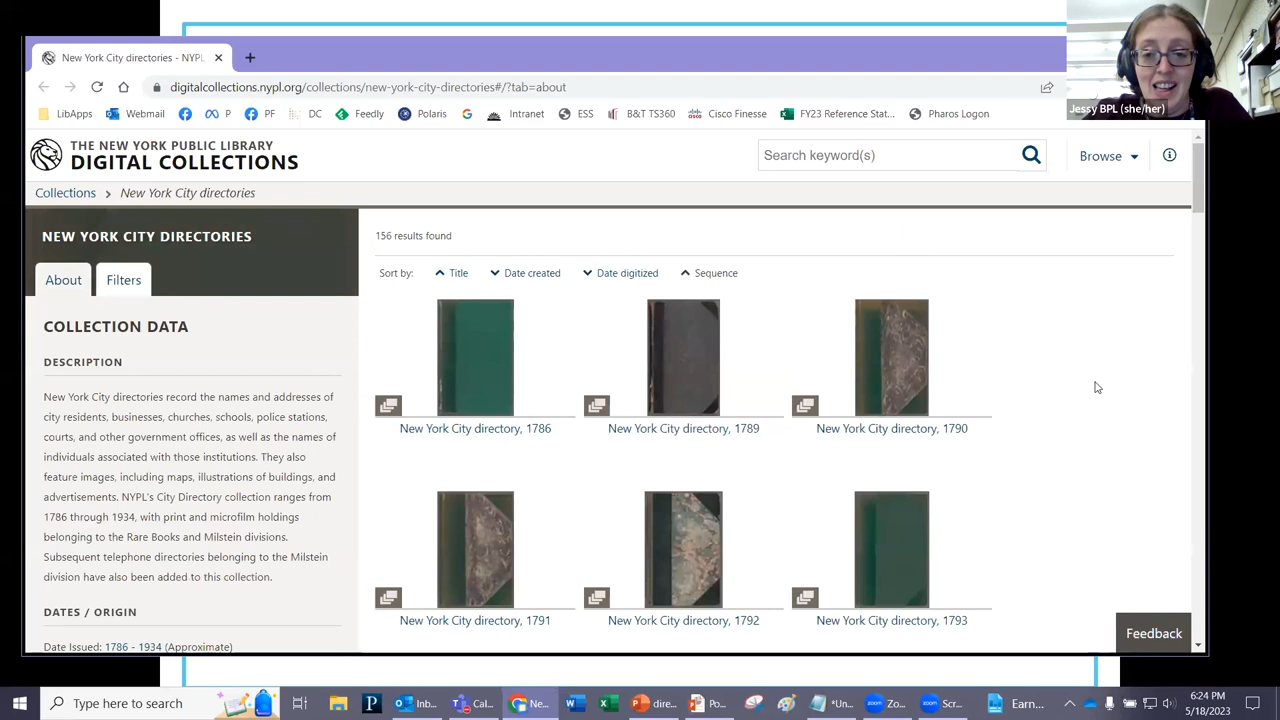 New York City directories - NYPL
digitalcollections.nypl.org/collections/new-york-city-directories#/?tab=about
LibApps
Webmail
P
PF
DC
Feedly
Polaris
Intranet
ESS
B&T TS360
Cisco Finesse
FY23 Reference Stat...
Pharos Logon
Jessy BPL (she/her)
THE NEW YORK PUBLIC LIBRARY
DIGITAL COLLECTIONS
Search keyword(s)
Browse
Collections > New York City directories
NEW YORK CITY DIRECTORIES
About
Filters
COLLECTION DATA
DESCRIPTION
New York City directories record the names and addresses of
city residents, businesses, churches, schools, police stations,
courts, and other government offices, as well as the names of
individuals associated with those institutions. They also
feature images, including maps, illustrations of buildings, and
advertisements. NYPL's City Directory collection ranges from
1786 through 1934, with print and microfilm holdings
belonging to the Rare Books and Milstein divisions.
Subsequent telephone directories belonging to the Milstein
division have also been added to this collection.
DATES / ORIGIN
Date Issued: 1786 - 1934 (Approximate)
156 results found
Sort by: Title Date created Date digitized Sequence
New York City directory, 1786
New York City directory, 1789
New York City directory, 1790
New York City directory, 1791
New York City directory, 1792
New York City directory, 1793
Feedback
Type here to search
Inb...
Cal...
Ne...
dire...
Po...
*Un...
Zo...
Scr...
Earn...
6:24 PM
5/18/2023